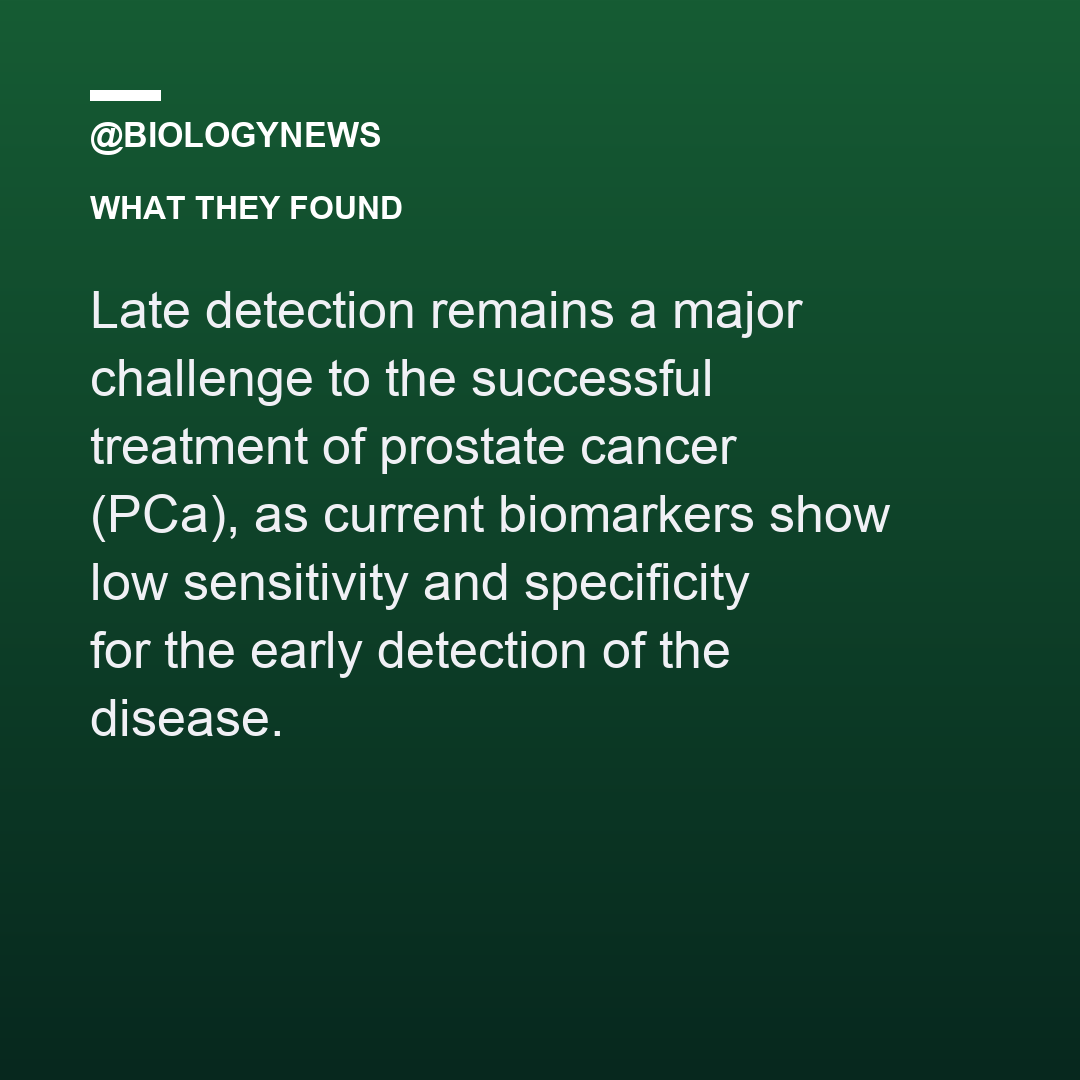 @BIOLOGYNEWS
WHAT THEY FOUND
Late detection remains a major
challenge to the successful
treatment of prostate cancer
(PCa), as current biomarkers show
low sensitivity and specificity
for the early detection of the
disease.